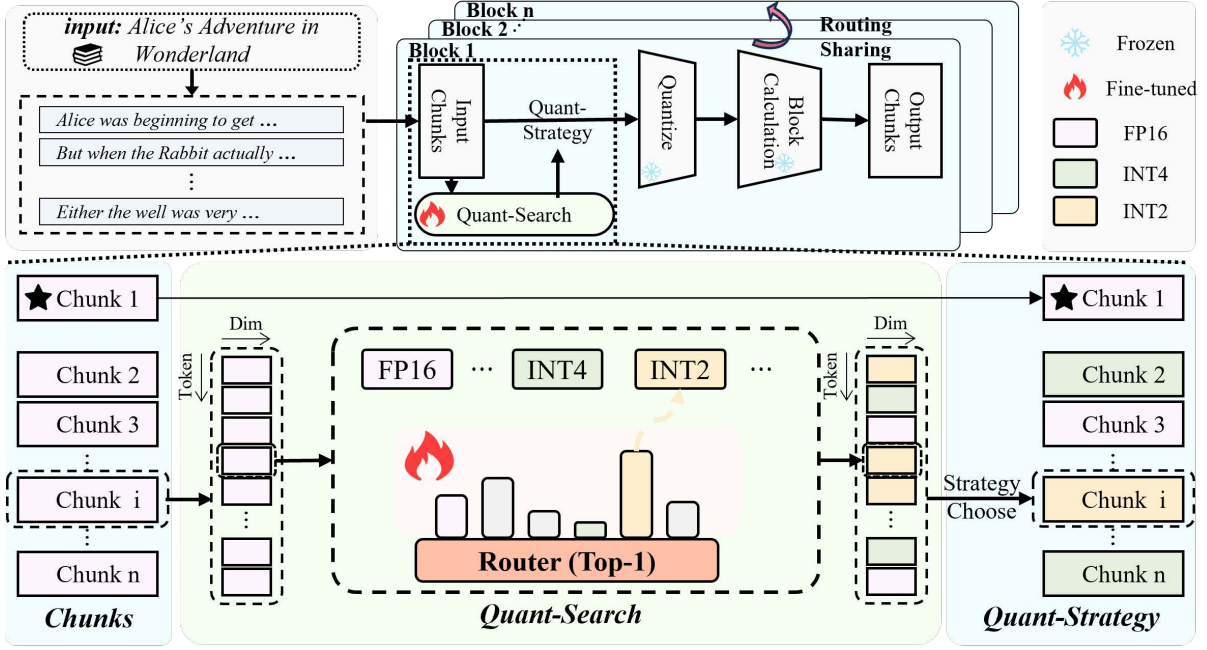 input: Alice's Adventure in
Wonderland
Alice was beginning to get ...
But when the Rabbit actually ...
⋮
Either the well was very ...
Block n
Block 2 ⋰
Block 1
Routing
Sharing
Input
Chunks
Quant-
Strategy
Quant-Search
Quantize
Block
Calculation
Output
Chunks
Frozen
Fine-tuned
FP16
INT4
INT2
Chunk 1
Chunk 2
Chunk 3
⋮
Chunk i
⋮
Chunk n
Chunks
Dim
Token
⋮
FP16
...
INT4
...
INT2
...
Router (Top-1)
Quant-Search
Dim
Token
⋮
Strategy
Choose
Chunk 1
Chunk 2
Chunk 3
⋮
Chunk i
⋮
Chunk n
Quant-Strategy